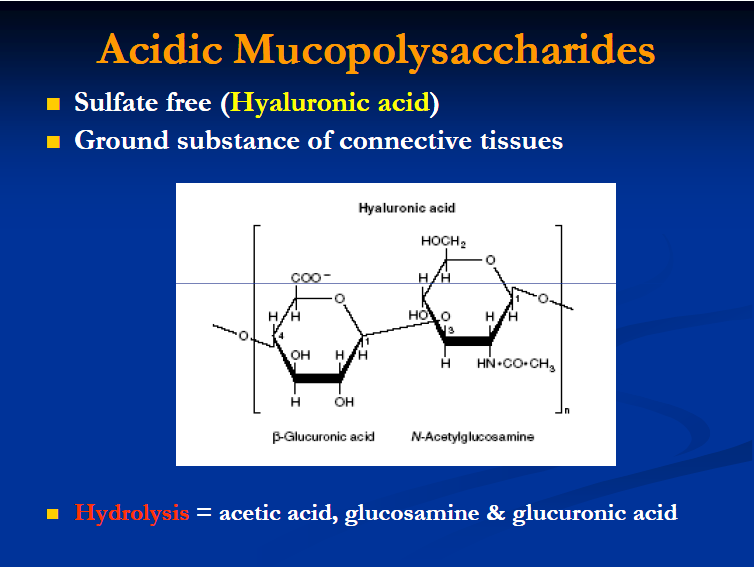 Acidic Mucopolysaccharides
Sulfate free (Hyaluronic acid)
Ground substance of connective tissues
Hyaluronic acid
HOCH2
O
COO-
H H
O
1
O
H H
HO O
H H
O
4
1
3
OH H H
H
HN•CO•CH3
H OH
n
β-Glucuronic acid N-Acetylglucosamine
Hydrolysis = acetic acid, glucosamine & glucuronic acid